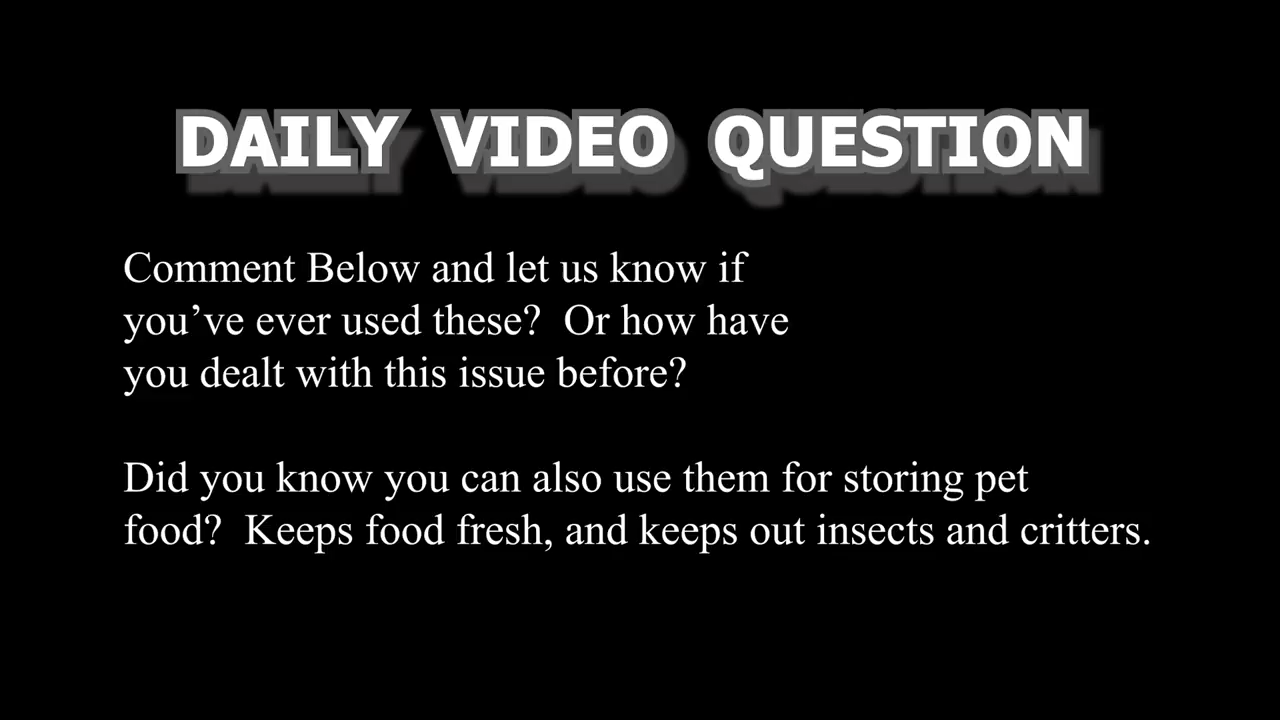 DAILY VIDEO QUESTION
Comment Below and let us know if
you’ve ever used these? Or how have
you dealt with this issue before?
Did you know you can also use them for storing pet
food? Keeps food fresh, and keeps out insects and critters.